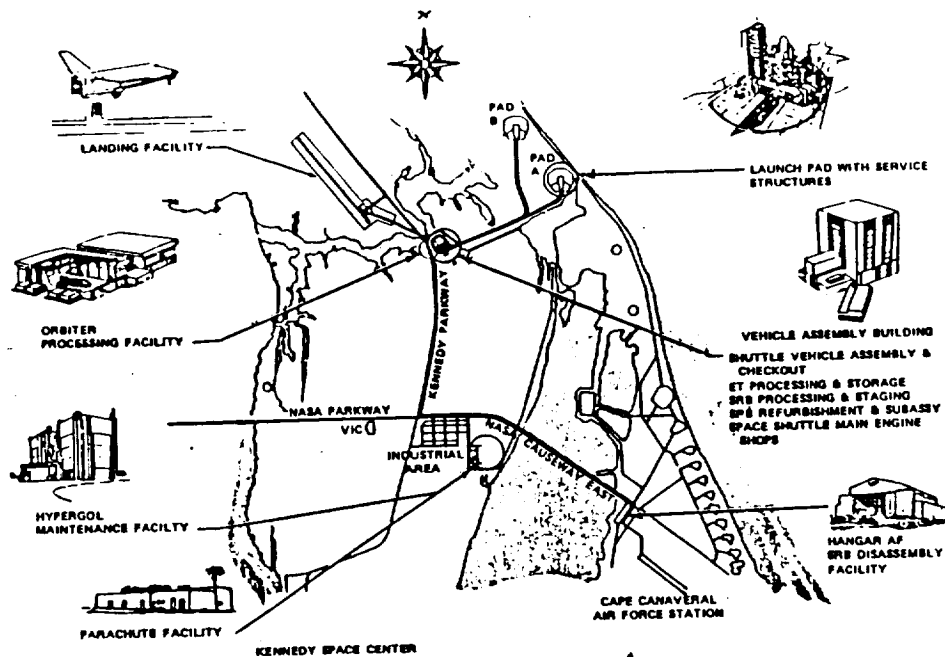 N
PAD
B
LANDING FACILITY
PAD
A
LAUNCH PAD WITH SERVICE
STRUCTURES
ORBITER
PROCESSING FACILITY
KENNEDY PARKWAY
VEHICLE ASSEMBLY BUILDING
SHUTTLE VEHICLE ASSEMBLY &
CHECKOUT
ET PROCESSING & STORAGE
SRB PROCESSING & STAGING
REFURBISHMENT & SUBASSY
SPACE SHUTTLE MAIN ENGINE
SHOPS
NASA PARKWAY
VIC
INDUSTRIAL
AREA
NASA CAUSEWAY EAST
HYPERGOL
MAINTENANCE FACILTY
HANGAR AF
SRB DISASSEMBLY
FACILITY
CAPE CANAVERAL
AIR FORCE STATION
PARACHUTE FACILITY
KENNEDY SPACE CENTER